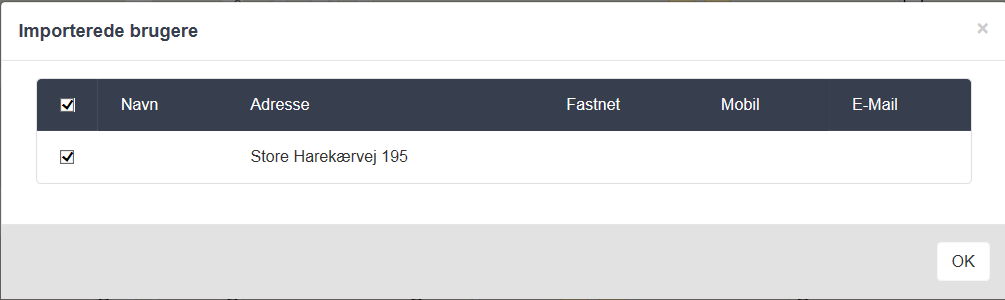 Importerede brugere
×
Navn Adresse Fastnet Mobil E-Mail
Store Harekærvej 195
OK